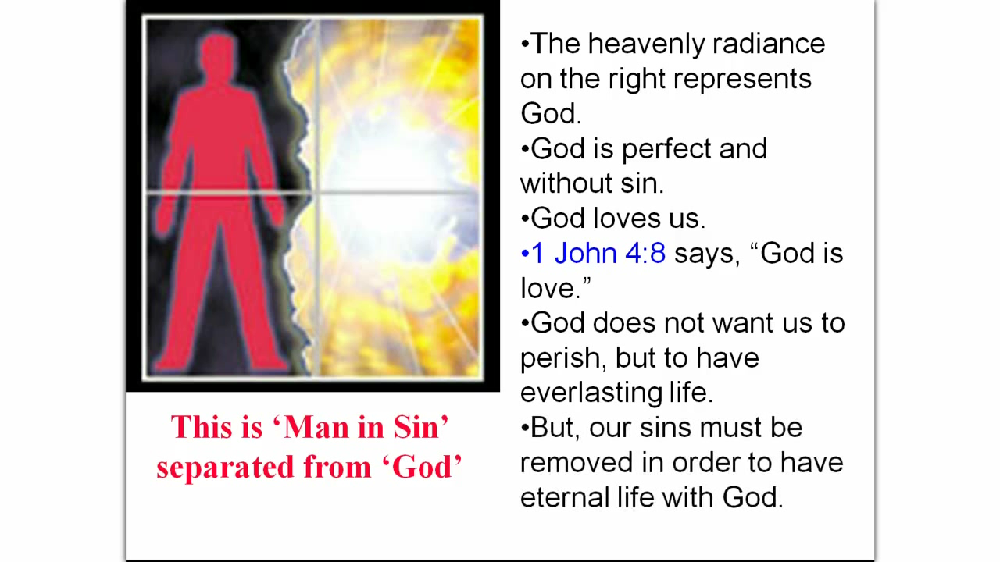 •The heavenly radiance
on the right represents
God.
•God is perfect and
without sin.
•God loves us.
•1 John 4:8 says, “God is
love.”
•God does not want us to
perish, but to have
everlasting life.
•But, our sins must be
removed in order to have
eternal life with God.
This is ‘Man in Sin’
separated from ‘God’